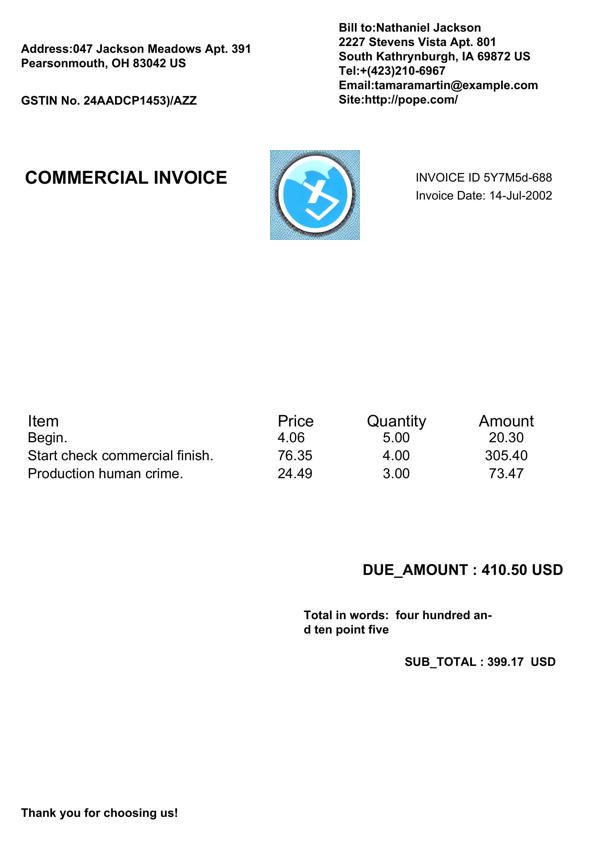 Address:047 Jackson Meadows Apt. 391
Pearsonmouth, OH 83042 US
GSTIN No. 24AADCP1453)/AZZ
Bill to:Nathaniel Jackson
2227 Stevens Vista Apt. 801
South Kathrynburgh, IA 69872 US
Tel:+(423)210-6967
Email:tamaramartin@example.com
Site:http://pope.com/
COMMERCIAL INVOICE
INVOICE ID 5Y7M5d-688
Invoice Date: 14-Jul-2002
Item Price Quantity Amount
Begin. 4.06 5.00 20.30
Start check commercial finish. 76.35 4.00 305.40
Production human crime. 24.49 3.00 73.47
DUE_AMOUNT : 410.50 USD
Total in words: four hundred an-
d ten point five
SUB_TOTAL : 399.17 USD
Thank you for choosing us!